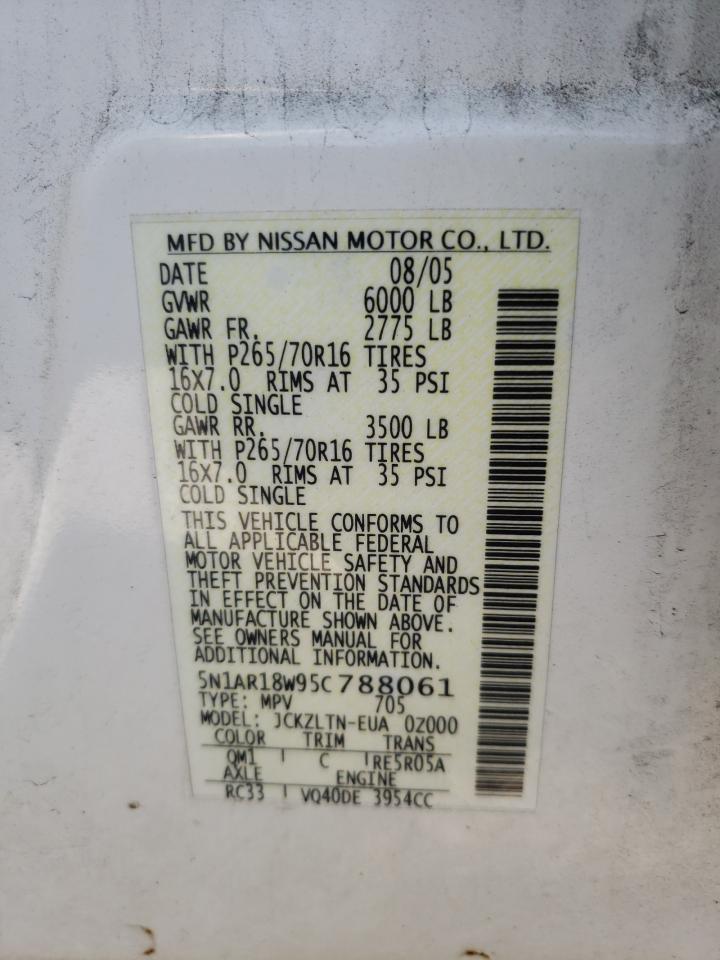 MFD BY NISSAN MOTOR CO., LTD.
DATE 08/05
GVWR 6000 LB
GAWR FR. 2775 LB
WITH P265/70R16 TIRES
16X7.0 RIMS AT 35 PSI
COLD SINGLE
GAWR RR. 3500 LB
WITH P265/70R16 TIRES
16X7.0 RIMS AT 35 PSI
COLD SINGLE
THIS VEHICLE CONFORMS TO
ALL APPLICABLE FEDERAL
MOTOR VEHICLE SAFETY AND
THEFT PREVENTION STANDARDS
IN EFFECT ON THE DATE OF
MANUFACTURE SHOWN ABOVE.
SEE OWNERS MANUAL FOR
ADDITIONAL INFORMATION.
5N1AR18W95C788061
TYPE: MPV 705
MODEL: JCKZLTN-EUA 0Z000
COLOR TRIM TRANS
QM1 C RE5R05A
AXLE ENGINE
RC33 VQ40DE 3954CC